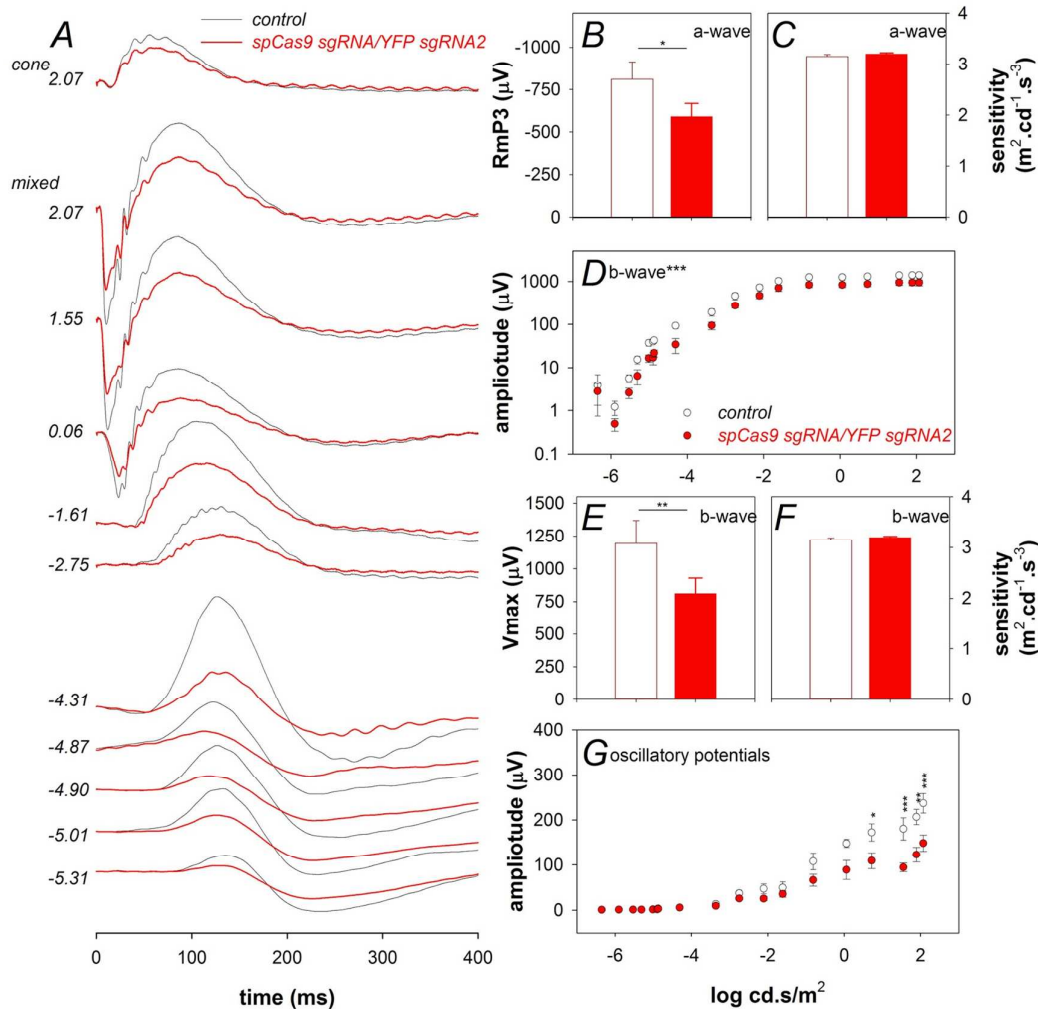 A
control
spCas9 sgRNA/YFP sgRNA2
cone
2.07
mixed
2.07
1.55
0.06
-1.61
-2.75
-4.31
-4.87
-4.90
-5.01
-5.31
0 100 200 300 400
time (ms)
B
a-wave
*
RmP3 (µV)
-1000
-750
-500
-250
0
C
a-wave
4
3
2
1
0
sensitivity
(m².cd⁻¹.s⁻³)
D b-wave***
ampliotude (µV)
1000
100
10
1
0.1
control
spCas9 sgRNA/YFP sgRNA2
-6 -4 -2 0 2
E
b-wave
**
Vmax (µV)
1500
1250
1000
750
500
250
0
F
b-wave
4
3
2
1
0
sensitivity
(m².cd⁻¹.s⁻³)
G oscillatory potentials
ampliotude (µV)
400
300
200
100
0
*
***
**
***
-6 -4 -2 0 2
log cd.s/m²